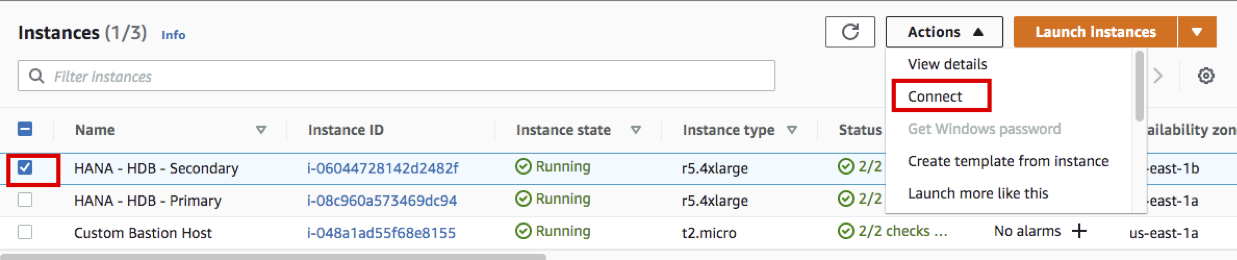 Instances (1/3) Info Actions Launch instances
Filter instances View details
Connect
Name Instance ID Instance state Instance type Status Get Windows password ailability zon
HANA - HDB - Secondary i-06044728142d2482f Running r5.4xlarge 2/2 Create template from instance -east-1b
HANA - HDB - Primary i-08c960a573469dc94 Running r5.4xlarge 2/2 Launch more like this -east-1a
Custom Bastion Host i-048a1ad55f68e8155 Running t2.micro 2/2 checks ... No alarms + us-east-1a